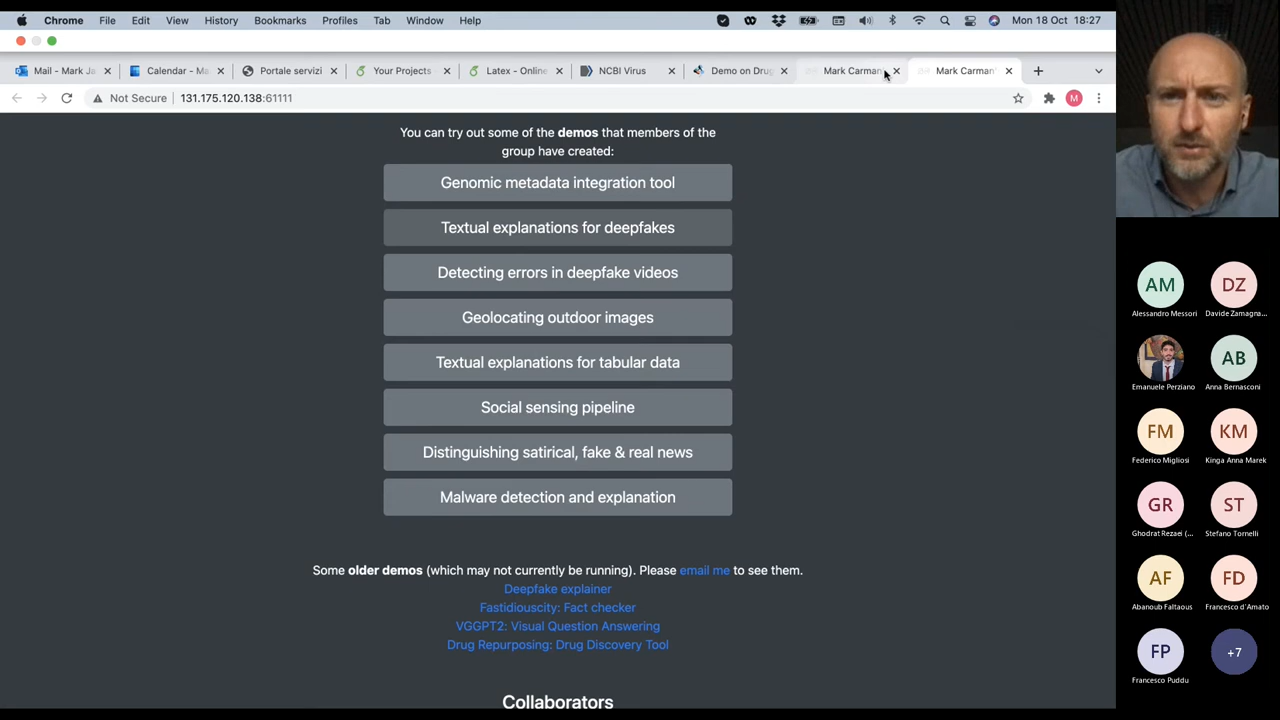 Chrome File Edit View History Bookmarks Profiles Tab Window Help Mon 18 Oct 18:27
Mail - Mark Ja Calendar - Ma Portale servizi Your Projects - Latex - Online NCBI Virus Demo on Drug Mark Carman Mark Carman'
Not Secure 131.175.120.138:61111 M
You can try out some of the demos that members of the
group have created:
Genomic metadata integration tool
Textual explanations for deepfakes
Detecting errors in deepfake videos
Geolocating outdoor images
Textual explanations for tabular data
Social sensing pipeline
Distinguishing satirical, fake & real news
Malware detection and explanation
Some older demos (which may not currently be running). Please email me to see them.
Deepfake explainer
Fastidiouscity: Fact checker
VGGPT2: Visual Question Answering
Drug Repurposing: Drug Discovery Tool
Collaborators
AM DZ
Alessandro Messori Davide Zamagna...
AB
Emanuele Perziano Anna Bernasconi
FM KM
Federico Migliosi Kinga Anna Marek
GR ST
Ghodrat Rezaei (... Stefano Tornelli
AF FD
Abanoub Faltaous Francesco d'Amato
FP +7
Francesco Puddu